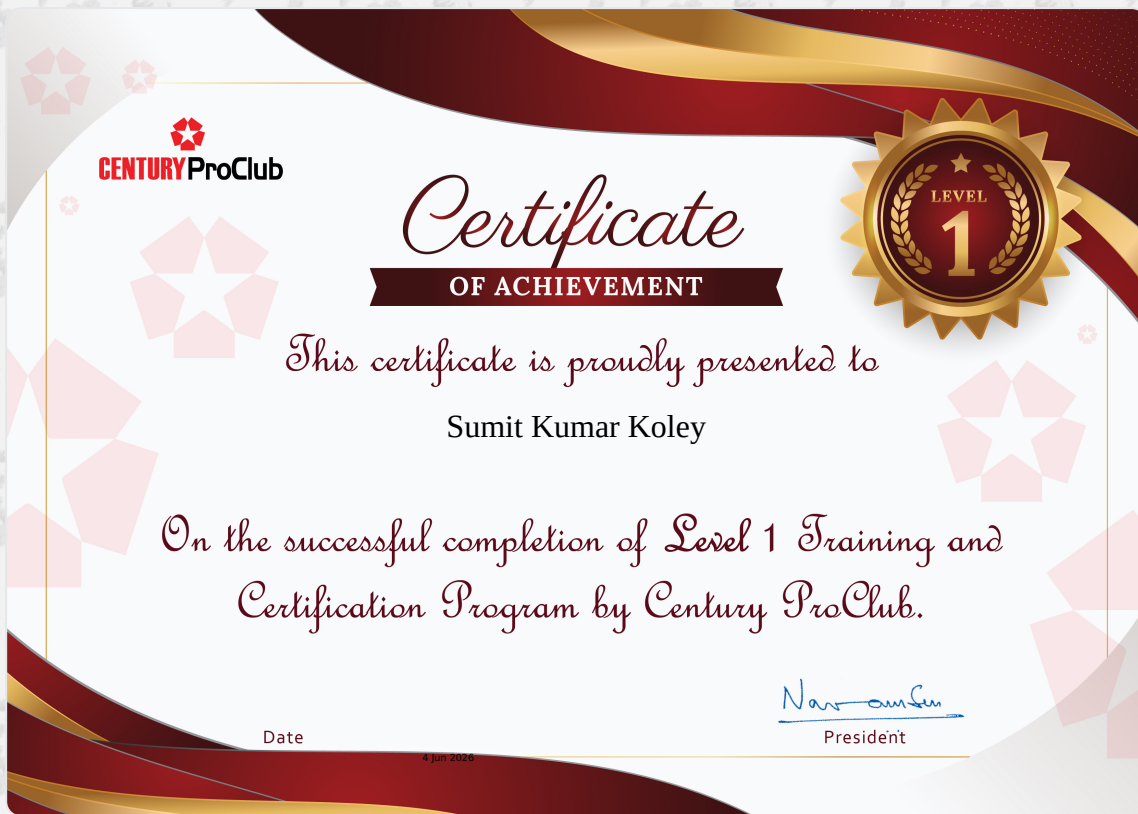 CENTURY ProClub
LEVEL
1
Certificate
OF ACHIEVEMENT
This certificate is proudly presented to
Sumit Kumar Koley
On the successful completion of Level 1 Training and
Certification Program by Century ProClub.
Date
President
4 Jun 2026